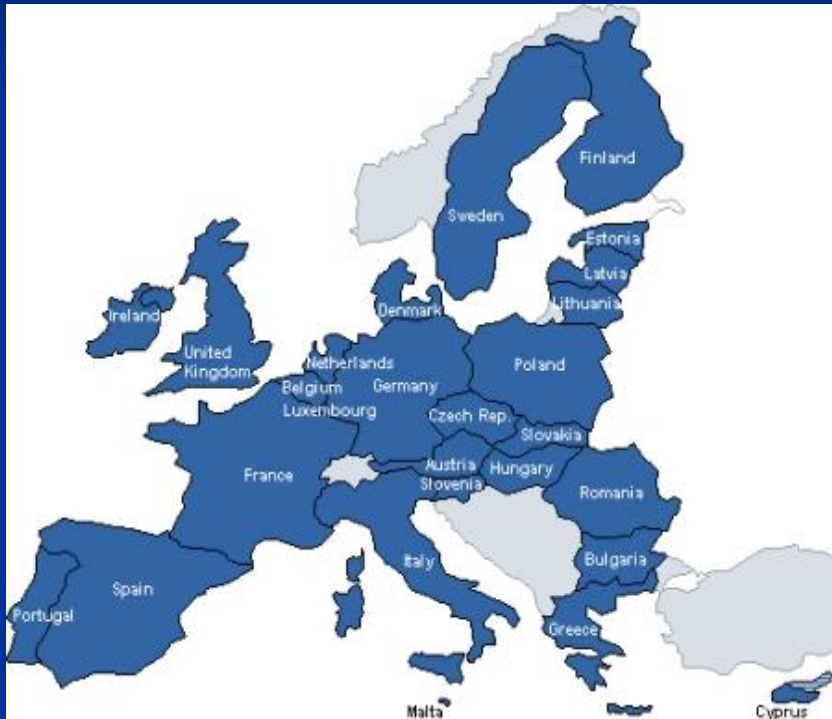 Finland
Sweden
Estonia
Latvia
Lithuania
Denmark
Ireland
United
Kingdom
Netherlands
Belgium
Germany
Poland
Luxembourg
Czech Rep.
Slovakia
France
Austria
Hungary
Slovenia
Romania
Italy
Bulgaria
Spain
Portugal
Greece
Malta
Cyprus